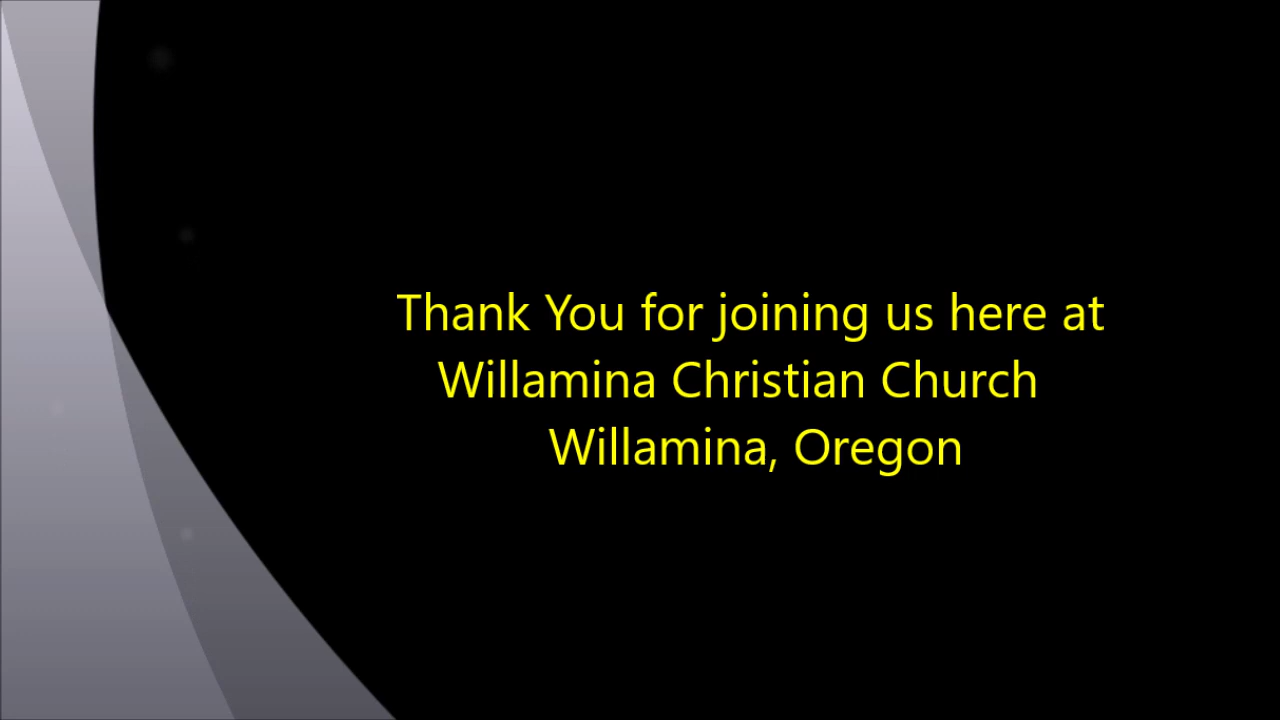 Thank You for joining us here at
Willamina Christian Church
Willamina, Oregon